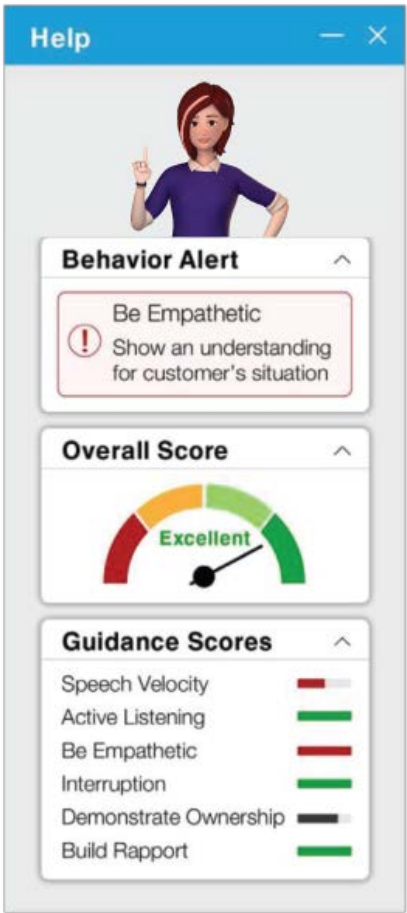 Help
Behavior Alert
Be Empathetic
Show an understanding
for customer's situation
Overall Score
Excellent
Guidance Scores
Speech Velocity
Active Listening
Be Empathetic
Interruption
Demonstrate Ownership
Build Rapport